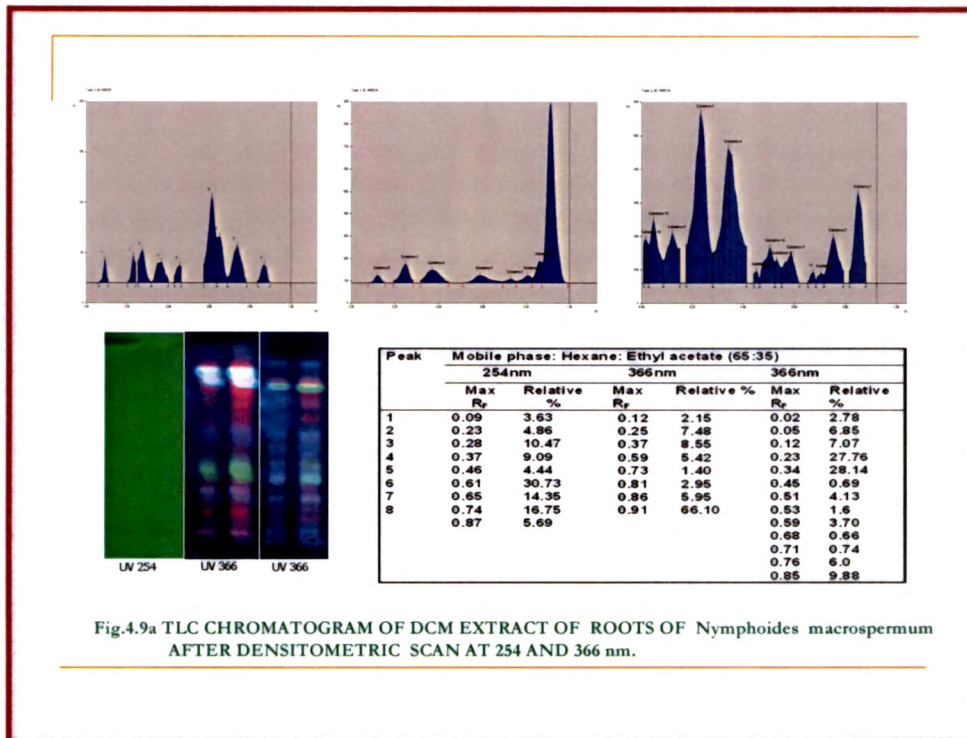 UV 254
UV 366
UV 366
Peak Mobile phase: Hexane: Ethyl acetate (65:35)
254nm 366nm 366nm
Max Relative Max Relative % Max Relative
RF % RF RF %
1 0.09 3.63 0.12 2.15 0.02 2.78
2 0.23 4.86 0.25 7.48 0.05 6.85
3 0.28 10.47 0.37 8.55 0.12 7.07
4 0.37 9.09 0.59 5.42 0.23 27.76
5 0.46 4.44 0.73 1.40 0.34 28.14
6 0.61 30.73 0.81 2.95 0.45 0.69
7 0.65 14.35 0.86 5.95 0.51 4.13
8 0.74 16.75 0.91 66.10 0.53 1.6
0.87 5.69 0.59 3.70
0.68 0.66
0.71 0.74
0.76 6.0
0.85 9.88
Fig.4.9a TLC CHROMATOGRAM OF DCM EXTRACT OF ROOTS OF Nymphoides macrospermum
AFTER DENSITOMETRIC SCAN AT 254 AND 366 nm.